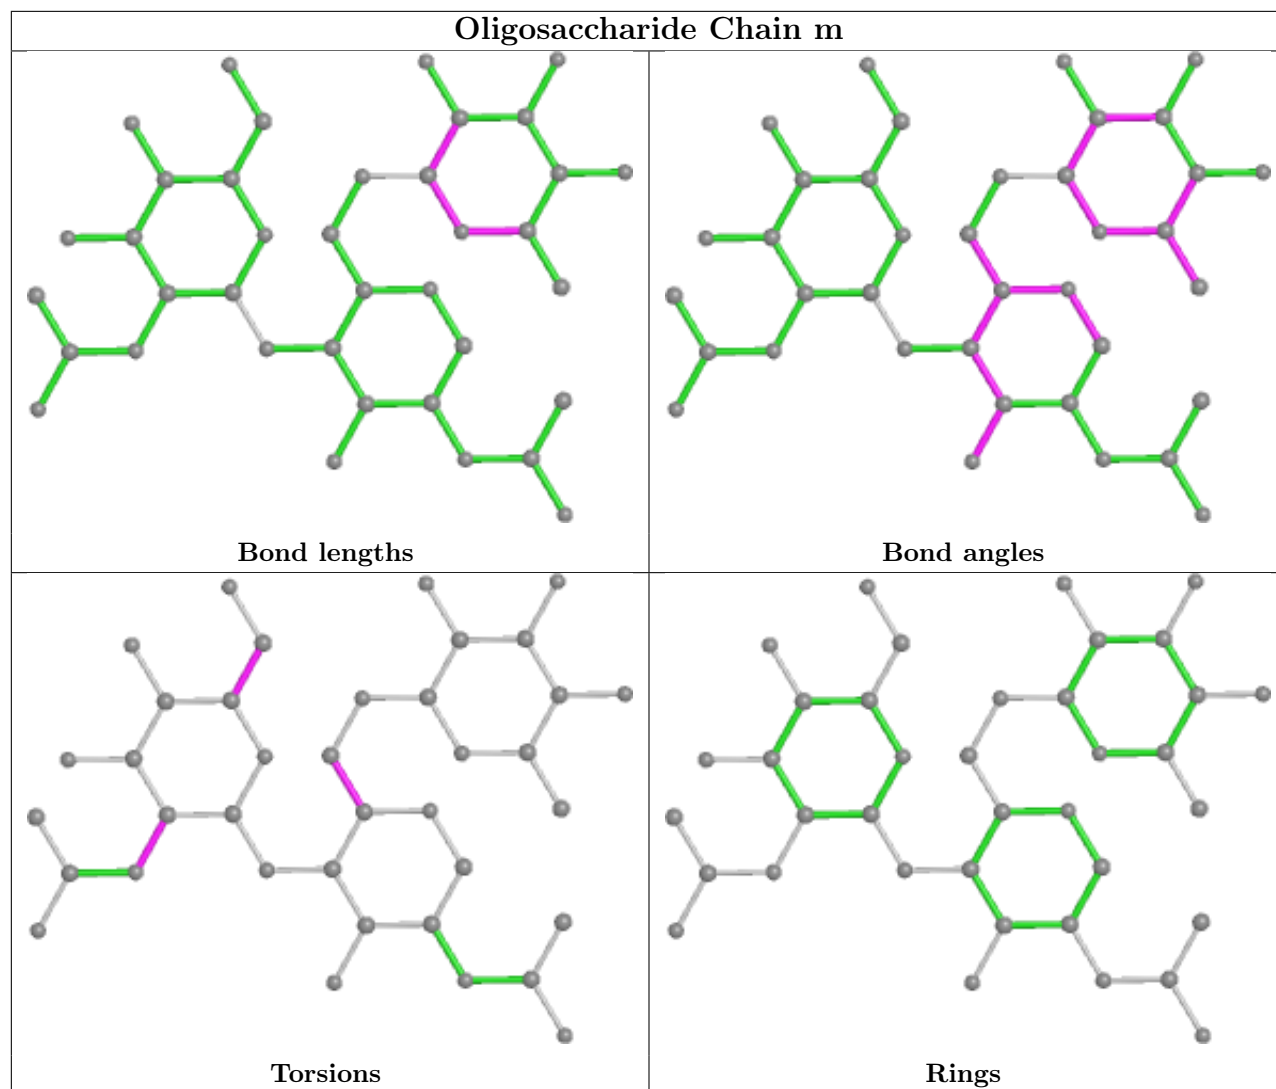 Oligosaccharide Chain m
Bond lengths
Bond angles
Torsions
Rings